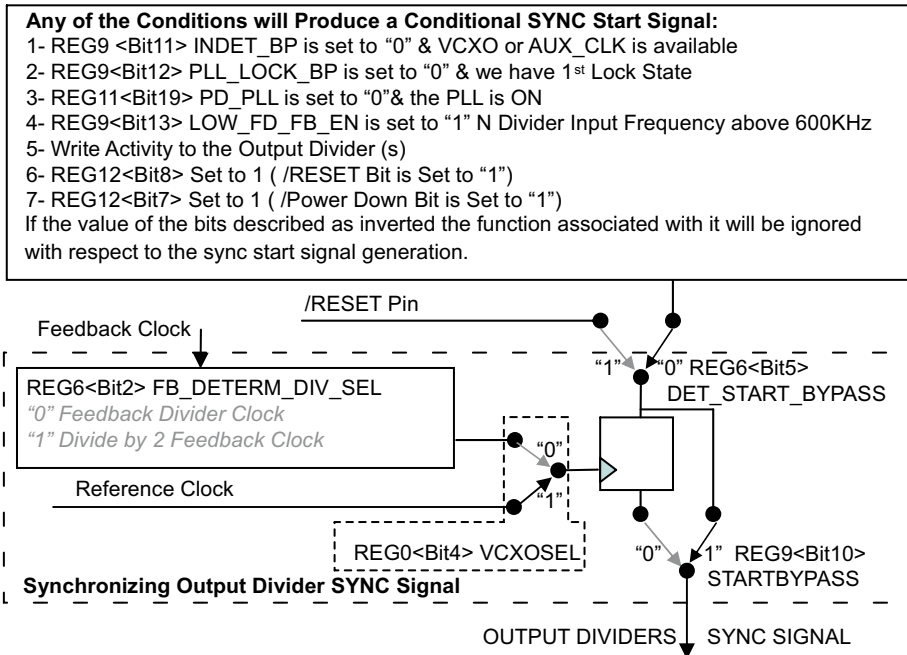 Any of the Conditions will Produce a Conditional SYNC Start Signal:
1- REG9 <Bit11> INDET_BP is set to “0” & VCXO or AUX_CLK is available
2- REG9<Bit12> PLL_LOCK_BP is set to “0” & we have 1st Lock State
3- REG11<Bit19> PD_PLL is set to “0”& the PLL is ON
4- REG9<Bit13> LOW_FD_FB_EN is set to “1” N Divider Input Frequency above 600KHz
5- Write Activity to the Output Divider (s)
6- REG12<Bit8> Set to 1 ( /RESET Bit is Set to “1”)
7- REG12<Bit7> Set to 1 ( /Power Down Bit is Set to “1”)
If the value of the bits described as inverted the function associated with it will be ignored
with respect to the sync start signal generation.
/RESET Pin
Feedback Clock
“1” “0” REG6<Bit5>
DET_START_BYPASS
REG6<Bit2> FB_DETERM_DIV_SEL
“0” Feedback Divider Clock
“1” Divide by 2 Feedback Clock
“0”
Reference Clock
“1”
REG0<Bit4> VCXOSEL
“0” 1” REG9<Bit10>
STARTBYPASS
Synchronizing Output Divider SYNC Signal
OUTPUT DIVIDERS SYNC SIGNAL